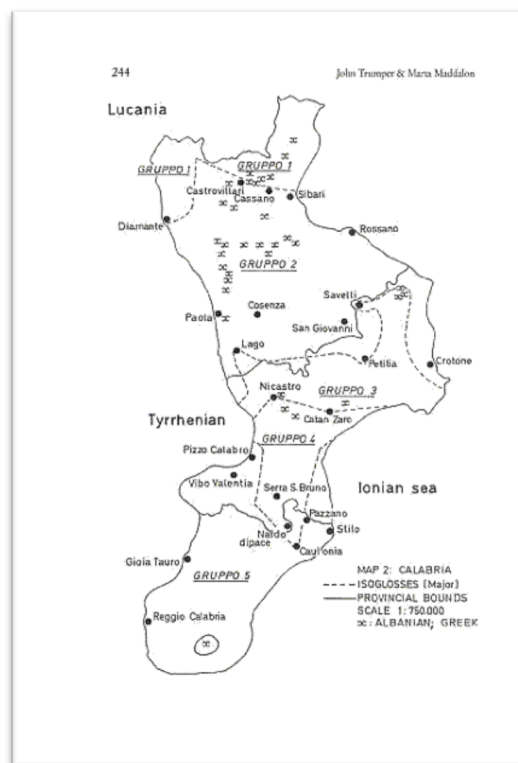 244
John Trumper & Marta Maddalon
Lucania
GRUPPO 1
GRUPPO 1
Castrovillari
Cassano
Sibari
Diamante
Rossano
GRUPPO 2
Savelli
Cosenza
Paola
San Giovanni
Lago
Petilia
Crotone
Nicastro
GRUPPO 3
Tyrrhenian
Catan Zaro
GRUPPO 4
Pizzo Calabro
Vibo Valentia
Serra S. Bruno
Ionian sea
Pazzano
Stilo
Nardo
dipace
Caulonia
Gioia Tauro
GRUPPO 5
MAP 2: CALABRIA
ISOGLOSSES (Major)
PROVINCIAL BOUNDS
SCALE 1:750.000
: ALBANIAN; GREEK
Reggio Calabria